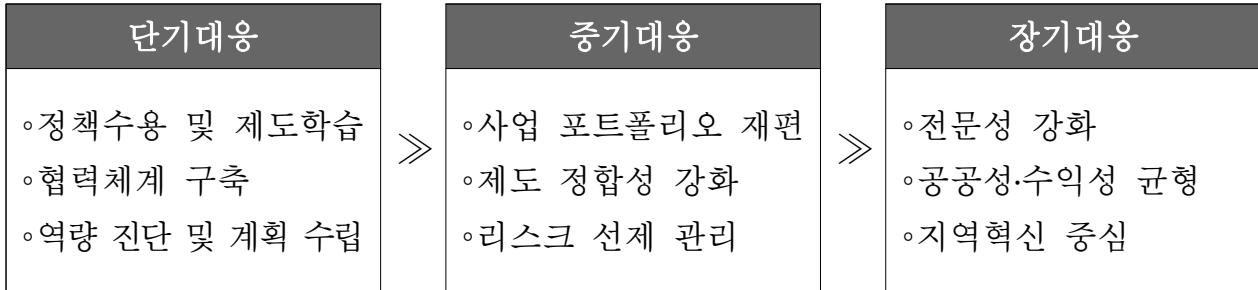 단기대응
◦정책수용 및 제도학습
◦협력체계 구축
◦역량 진단 및 계획 수립
≫
중기대응
◦사업 포트폴리오 재편
◦제도 정합성 강화
◦리스크 선제 관리
≫
장기대응
◦전문성 강화
◦공공성·수익성 균형
◦지역혁신 중심